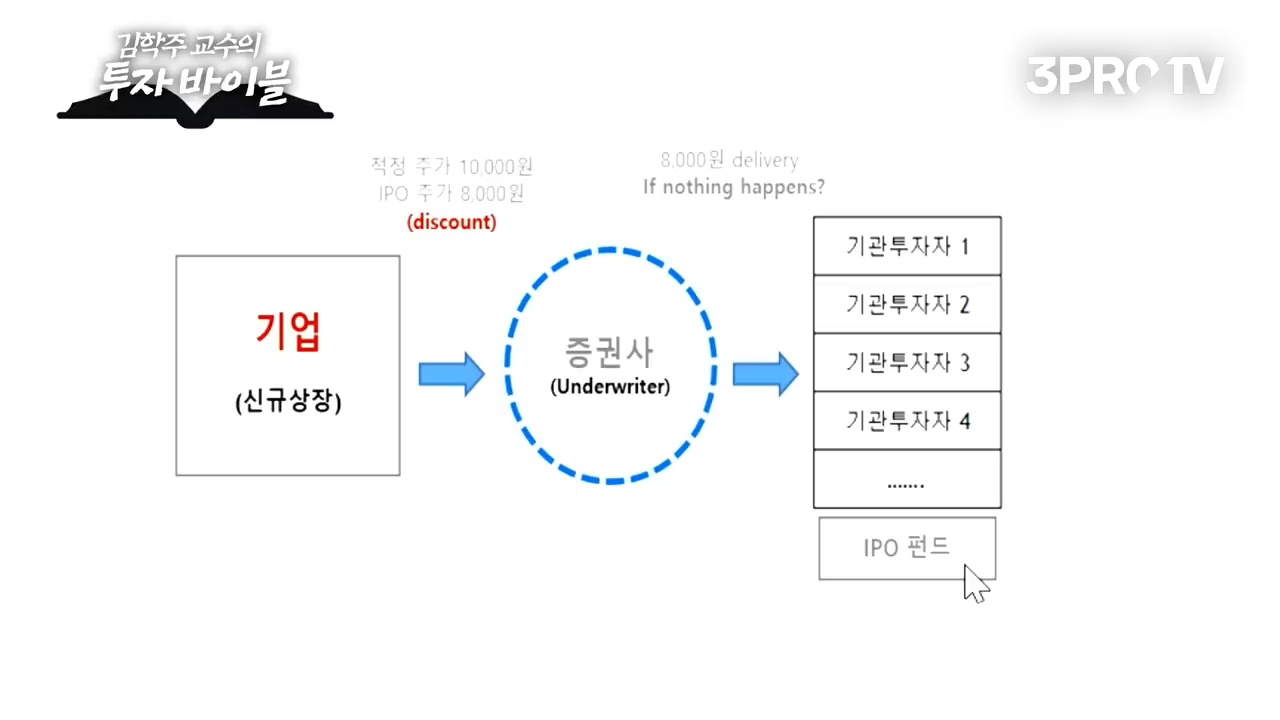 김학주 교수의
투자 바이블
3PRO TV
적정 주가 10,000원
IPO 주가 8,000원
(discount)
8,000원 delivery
If nothing happens?
기업
(신규상장)
증권사
(Underwriter)
기관투자자 1
기관투자자 2
기관투자자 3
기관투자자 4
.......
IPO 펀드